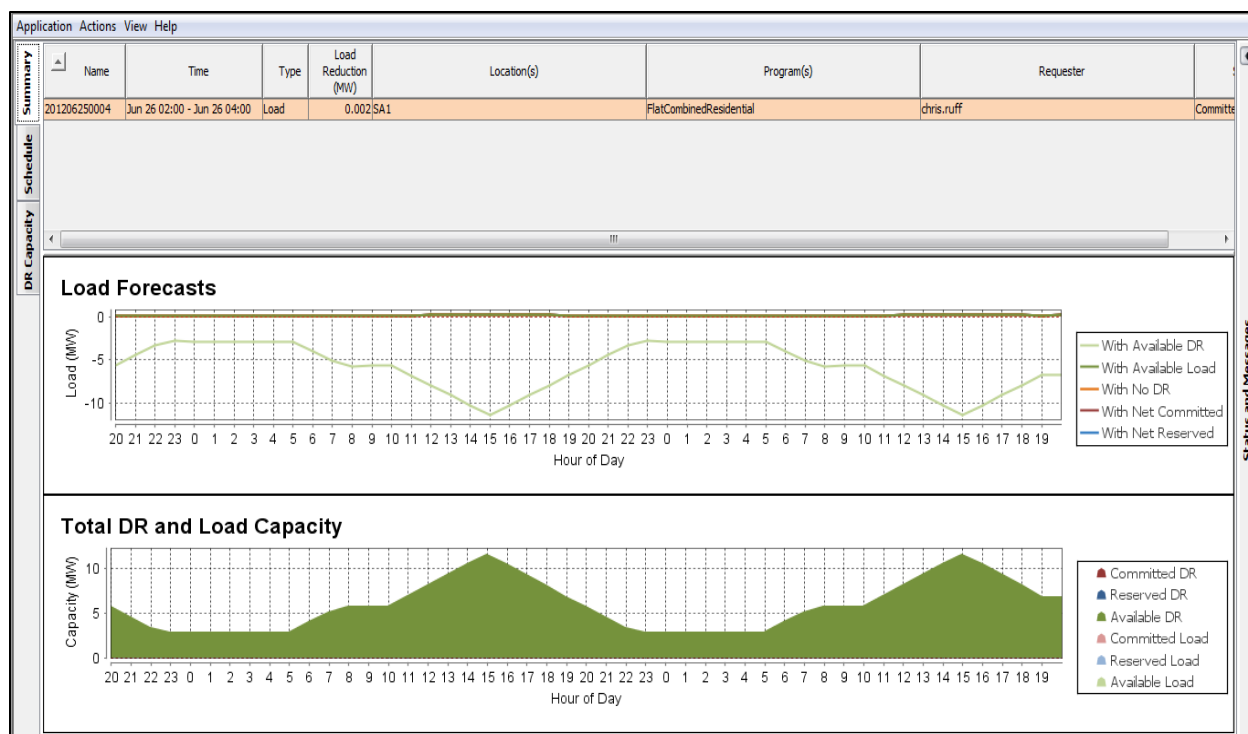 Application Actions View Help
Summary
Schedule
DR Capacity
Name Time Type Load Reduction (MW) Location(s) Program(s) Requester
201206250004 Jun 26 02:00 - Jun 26 04:00 Load 0.002 SA1 FlatCombinedResidential chris.ruff Committe
Load Forecasts
Load (MW)
0
-5
-10
20 21 22 23 0 1 2 3 4 5 6 7 8 9 10 11 12 13 14 15 16 17 18 19 20 21 22 23 0 1 2 3 4 5 6 7 8 9 10 11 12 13 14 15 16 17 18 19
Hour of Day
With Available DR
With Available Load
With No DR
With Net Committed
With Net Reserved
Status and Messages
Total DR and Load Capacity
Capacity (MW)
10
5
0
20 21 22 23 0 1 2 3 4 5 6 7 8 9 10 11 12 13 14 15 16 17 18 19 20 21 22 23 0 1 2 3 4 5 6 7 8 9 10 11 12 13 14 15 16 17 18 19
Hour of Day
Committed DR
Reserved DR
Available DR
Committed Load
Reserved Load
Available Load